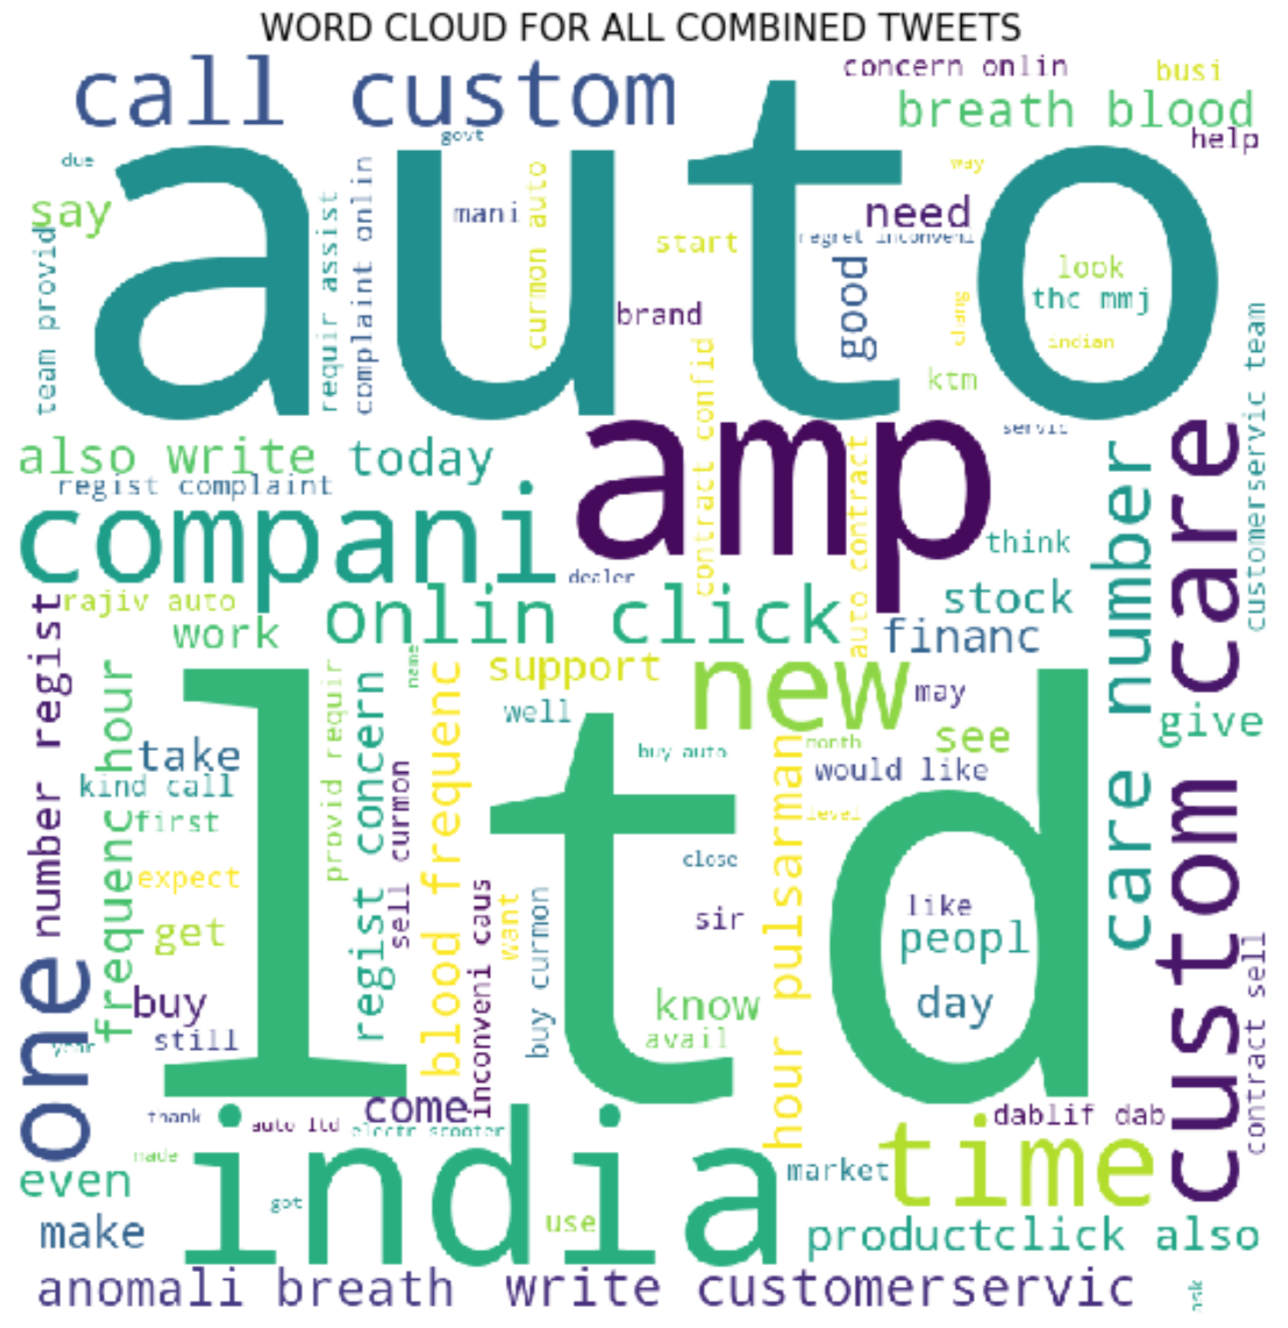 WORD CLOUD FOR ALL COMBINED TWEETS
call custom
concern onlin
busi
breath blood
help
govt
due
auto
way
say
mani
need
regret inconveni
start
look
thc mmj
team provid
requir assist
complaint onlin
curmon auto
brand
good
chang
indian
ktm
contract confid
customerservic team
servic
amp
also write
today
regist complaint
compani
think
dealer
auto contract
care number
custom care
rajiv auto
onlin click
stock
work
financ
one
number regist
frequenc hour
name
support
new
may
provid requir
regist concern
blood frequenc
well
give
see
take
buy auto
month
would like
kind call
ltd
first
level
sell curmon
hour pulsarman
close
expect
like
sir
peopl
get
inconveni caus
want
buy curmon
know
day
buy
avail
still
year
contract sell
come
thank
auto ltd
electr scooter
dablif dab
india
time
made
even
market
got
use
make
productclick also
anomali breath
write customerservic
ask